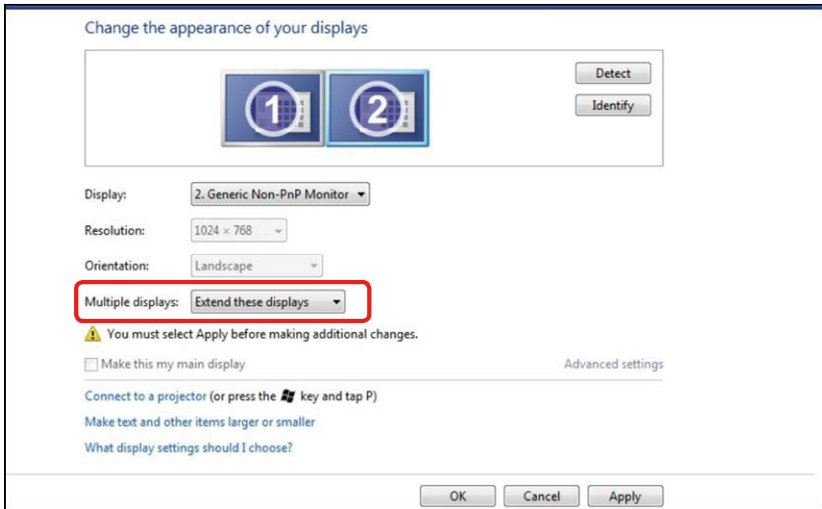 Change the appearance of your displays
1 2
Detect
Identify
Display: 2. Generic Non-PnP Monitor
Resolution: 1024 × 768
Orientation: Landscape
Multiple displays: Extend these displays
You must select Apply before making additional changes.
Make this my main display Advanced settings
Connect to a projector (or press the key and tap P)
Make text and other items larger or smaller
What display settings should I choose?
OK Cancel Apply